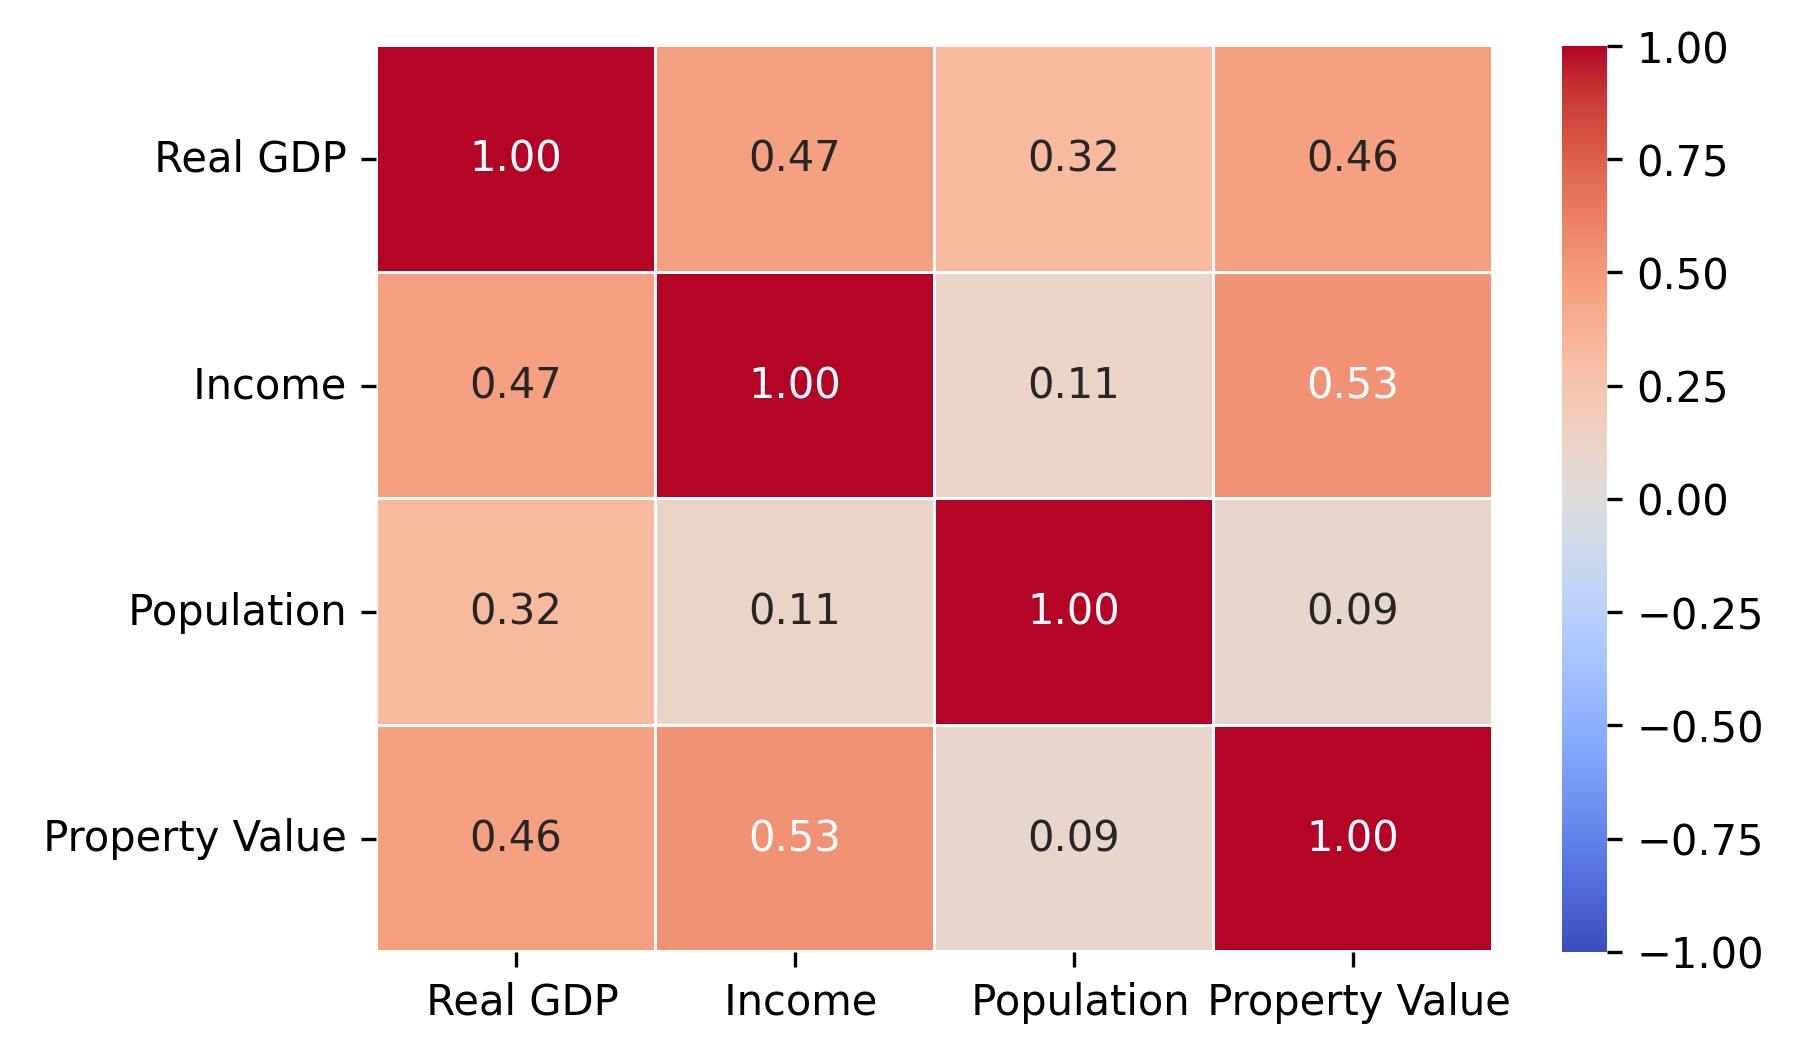 Real GDP 1.00 0.47 0.32 0.46
Income 0.47 1.00 0.11 0.53
Population 0.32 0.11 1.00 0.09
Property Value 0.46 0.53 0.09 1.00
Real GDP Income Population Property Value
1.00
0.75
0.50
0.25
0.00
−0.25
−0.50
−0.75
−1.00